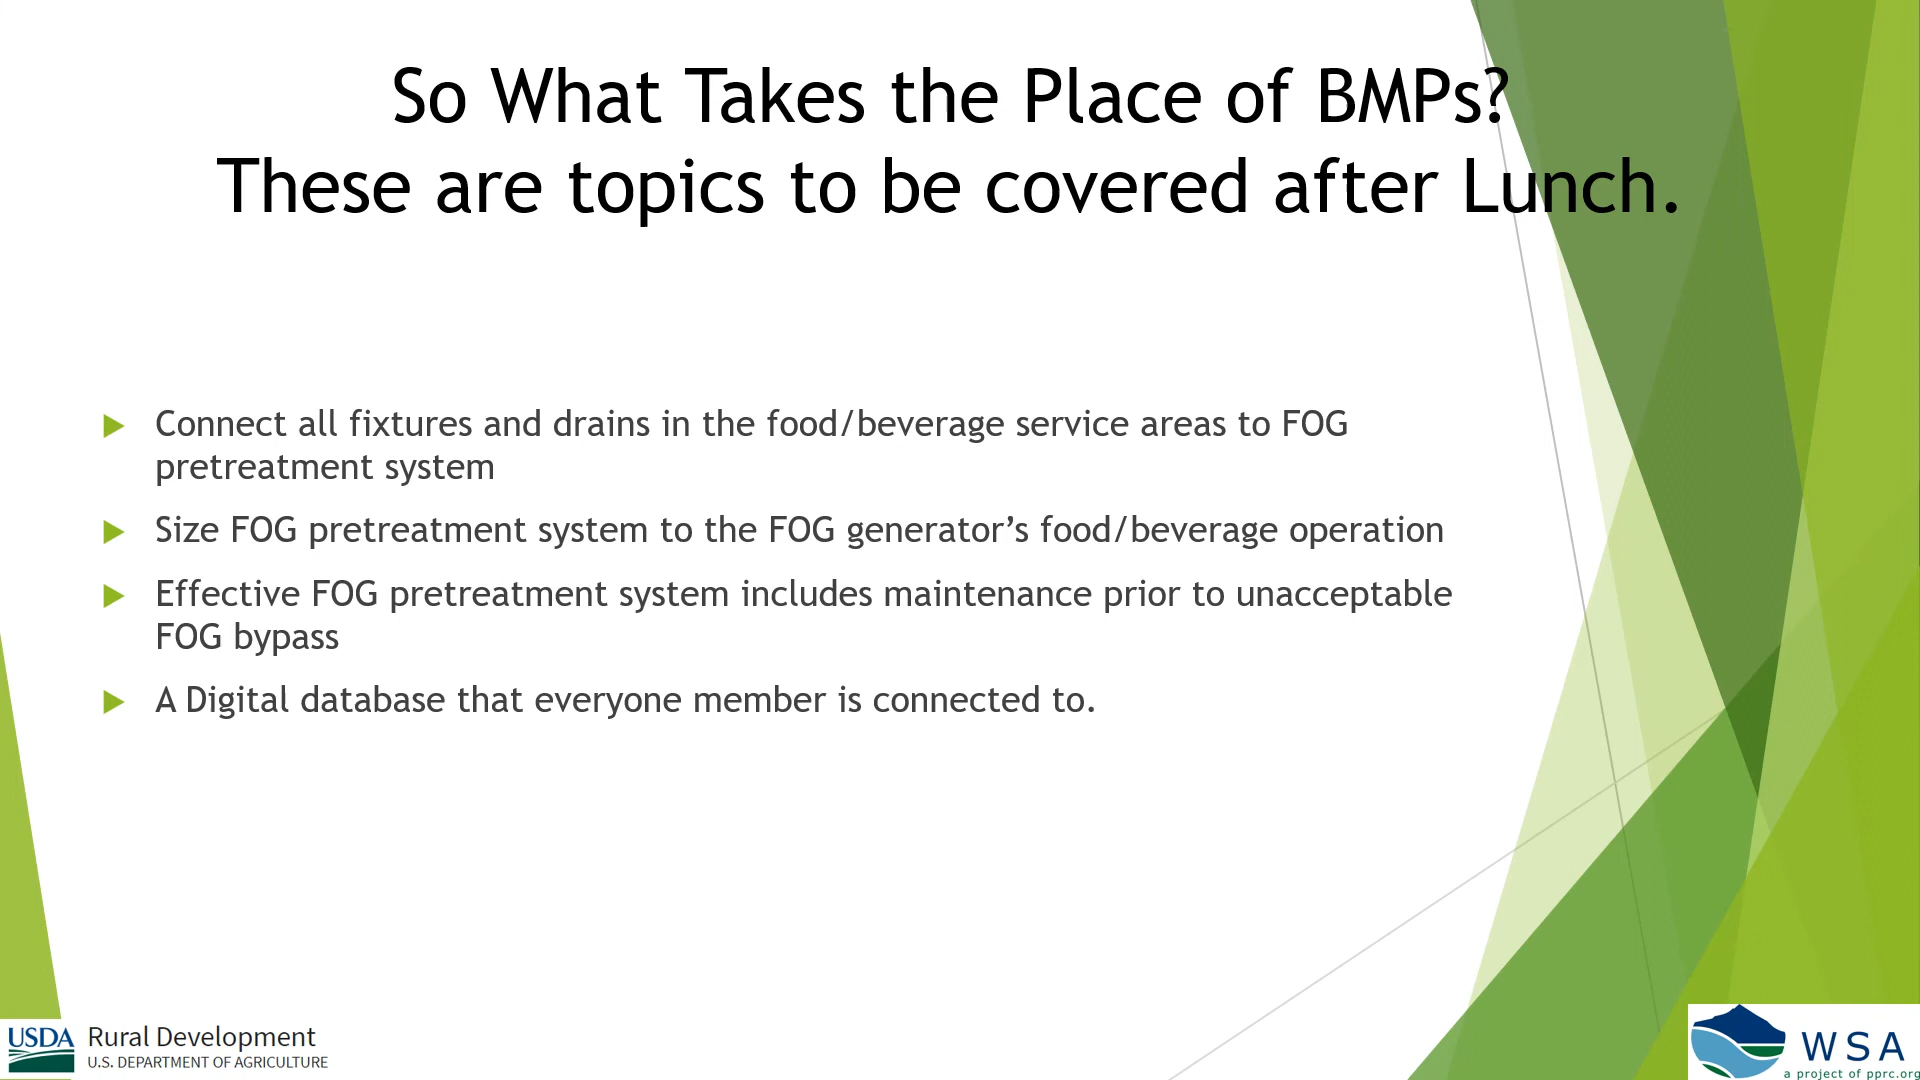 So What Takes the Place of BMPs?
These are topics to be covered after Lunch.
Connect all fixtures and drains in the food/beverage service areas to FOG
pretreatment system
Size FOG pretreatment system to the FOG generator’s food/beverage operation
Effective FOG pretreatment system includes maintenance prior to unacceptable
FOG bypass
A Digital database that everyone member is connected to.
USDA Rural Development
U.S. DEPARTMENT OF AGRICULTURE
WSA
a project of pprc.org